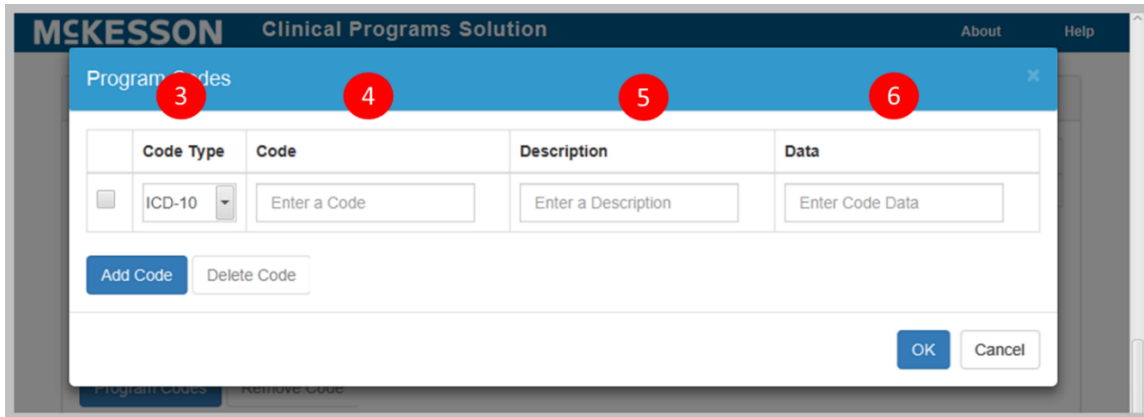 MCKESSON Clinical Programs Solution About Help
Program Codes ×
3 4 5 6
Code Type Code Description Data
ICD-10 Enter a Code Enter a Description Enter Code Data
Add Code Delete Code
OK Cancel
Program Codes Remove Code